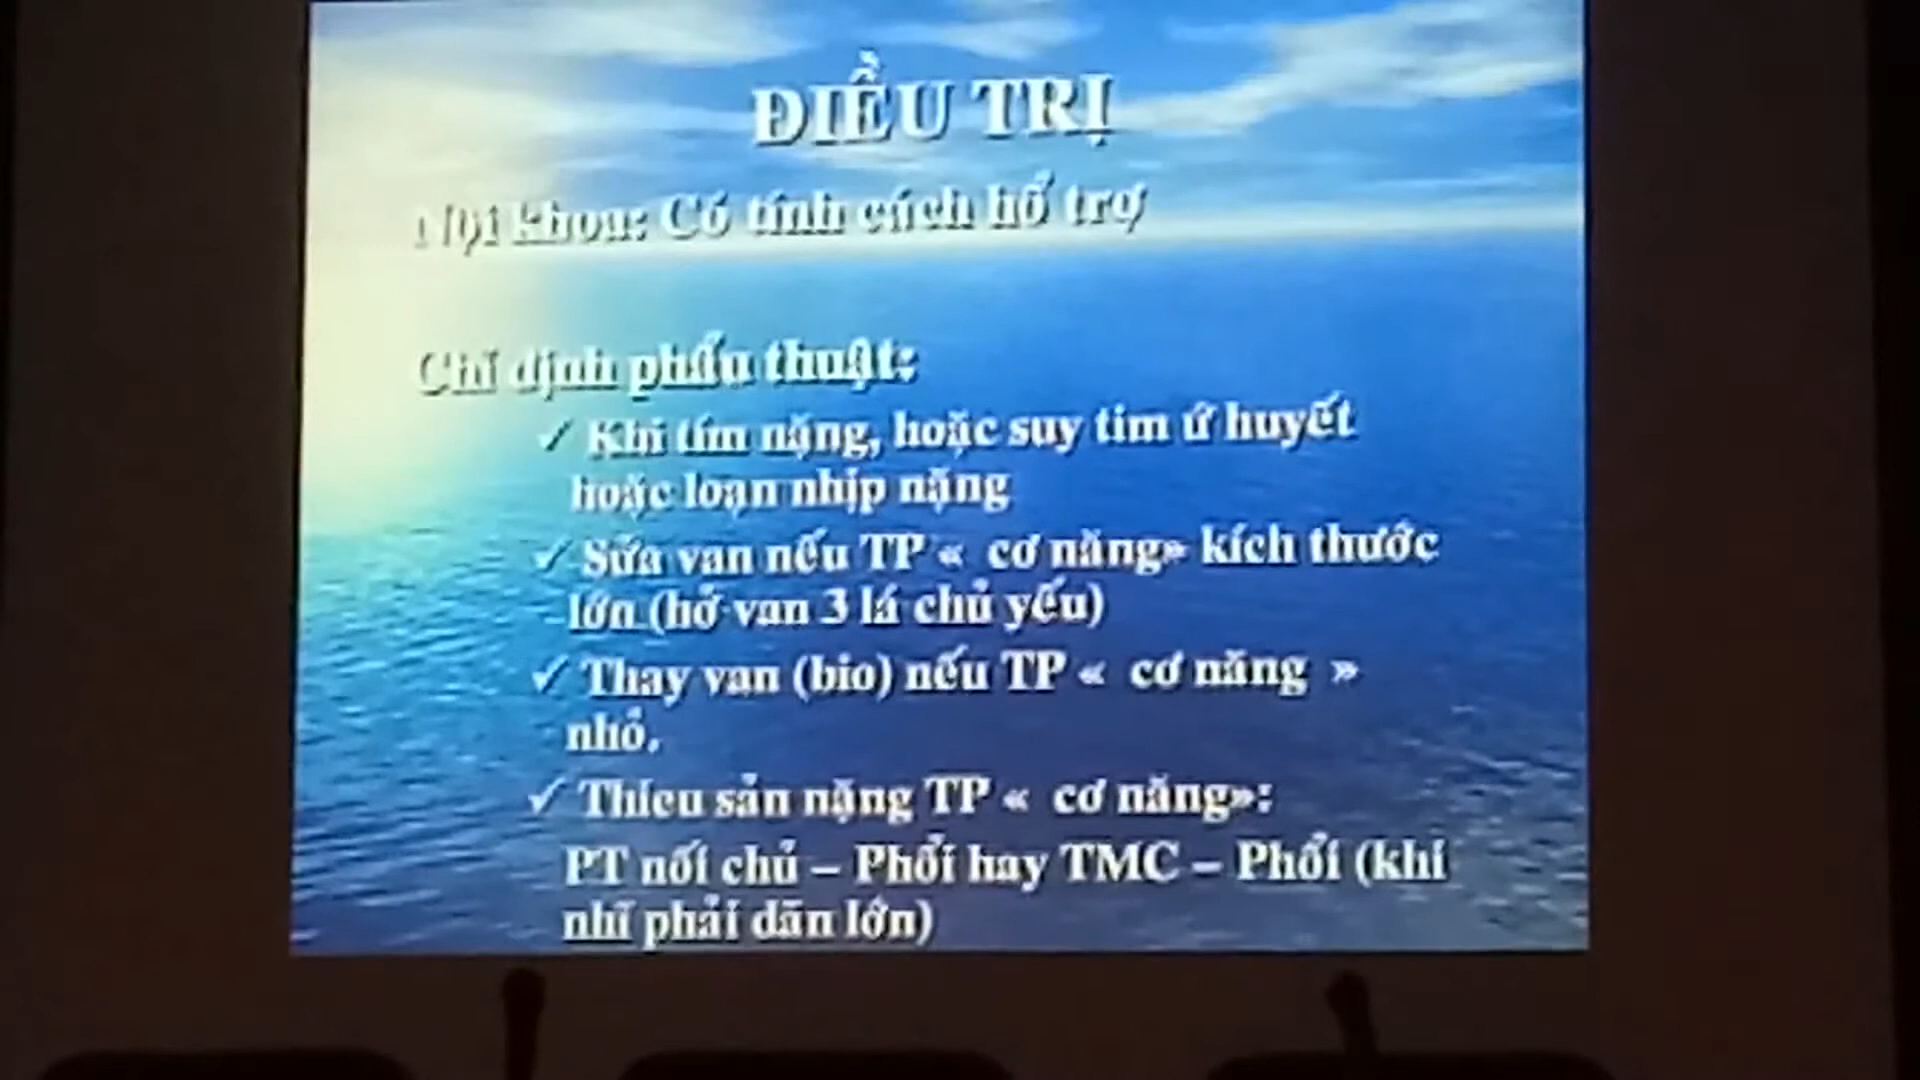 ĐIỀU TRỊ
Nội khoa: Có tính cách hổ trợ
Chỉ định phẩu thuật:
✓ Khi tím nặng, hoặc suy tim ứ huyết
hoặc loạn nhịp nặng
✓ Sửa van nếu TP « cơ năng» kích thước
lớn (hở van 3 lá chủ yếu)
✓ Thay van (bio) nếu TP « cơ năng »
nhỏ.
✓ Thieu sản nặng TP « cơ năng»:
PT nối chủ – Phổi hay TMC – Phổi (khi
nhĩ phải dãn lớn)